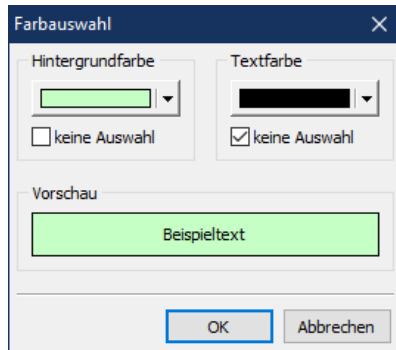 Farbauswahl
Hintergrundfarbe
Textfarbe
keine Auswahl
keine Auswahl
Vorschau
Beispieltext
OK
Abbrechen